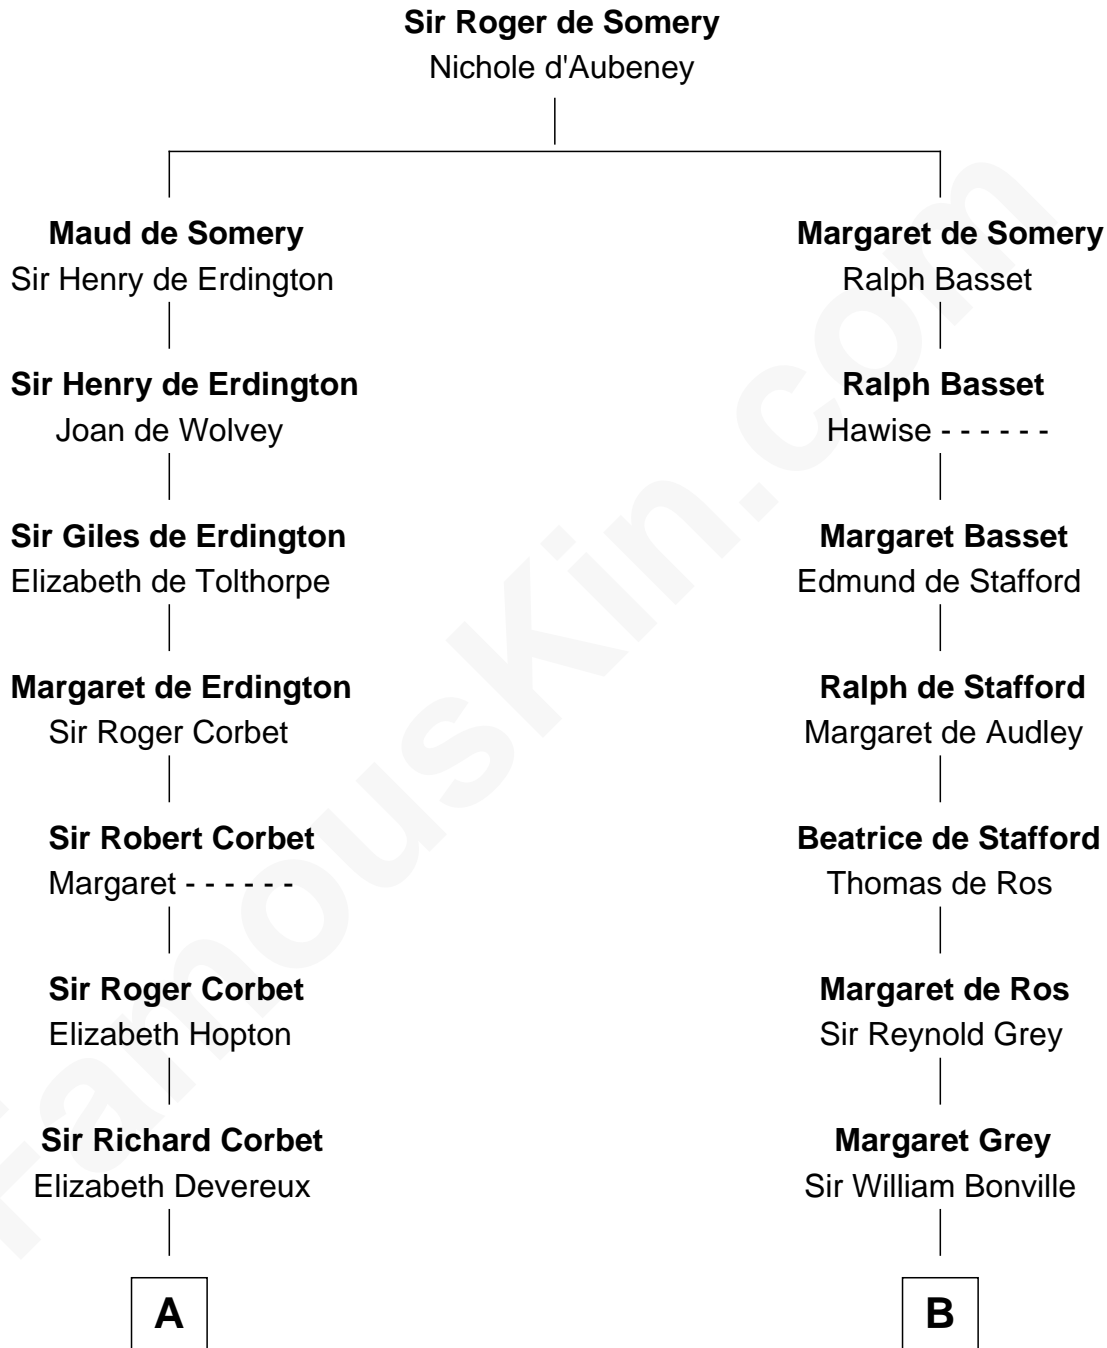 Sir Roger de Somery
Nichole d'Aubeney
Maud de Somery
Sir Henry de Erdington
Sir Henry de Erdington
Joan de Wolvey
Sir Giles de Erdington
Elizabeth de Tolthorpe
Margaret de Erdington
Sir Roger Corbet
Sir Robert Corbet
Margaret - - - - - -
Sir Roger Corbet
Elizabeth Hopton
Sir Richard Corbet
Elizabeth Devereux
A
Margaret de Somery
Ralph Basset
Ralph Basset
Hawise - - - - - -
Margaret Basset
Edmund de Stafford
Ralph de Stafford
Margaret de Audley
Beatrice de Stafford
Thomas de Ros
Margaret de Ros
Sir Reynold Grey
Margaret Grey
Sir William Bonville
B
FamousKin.com